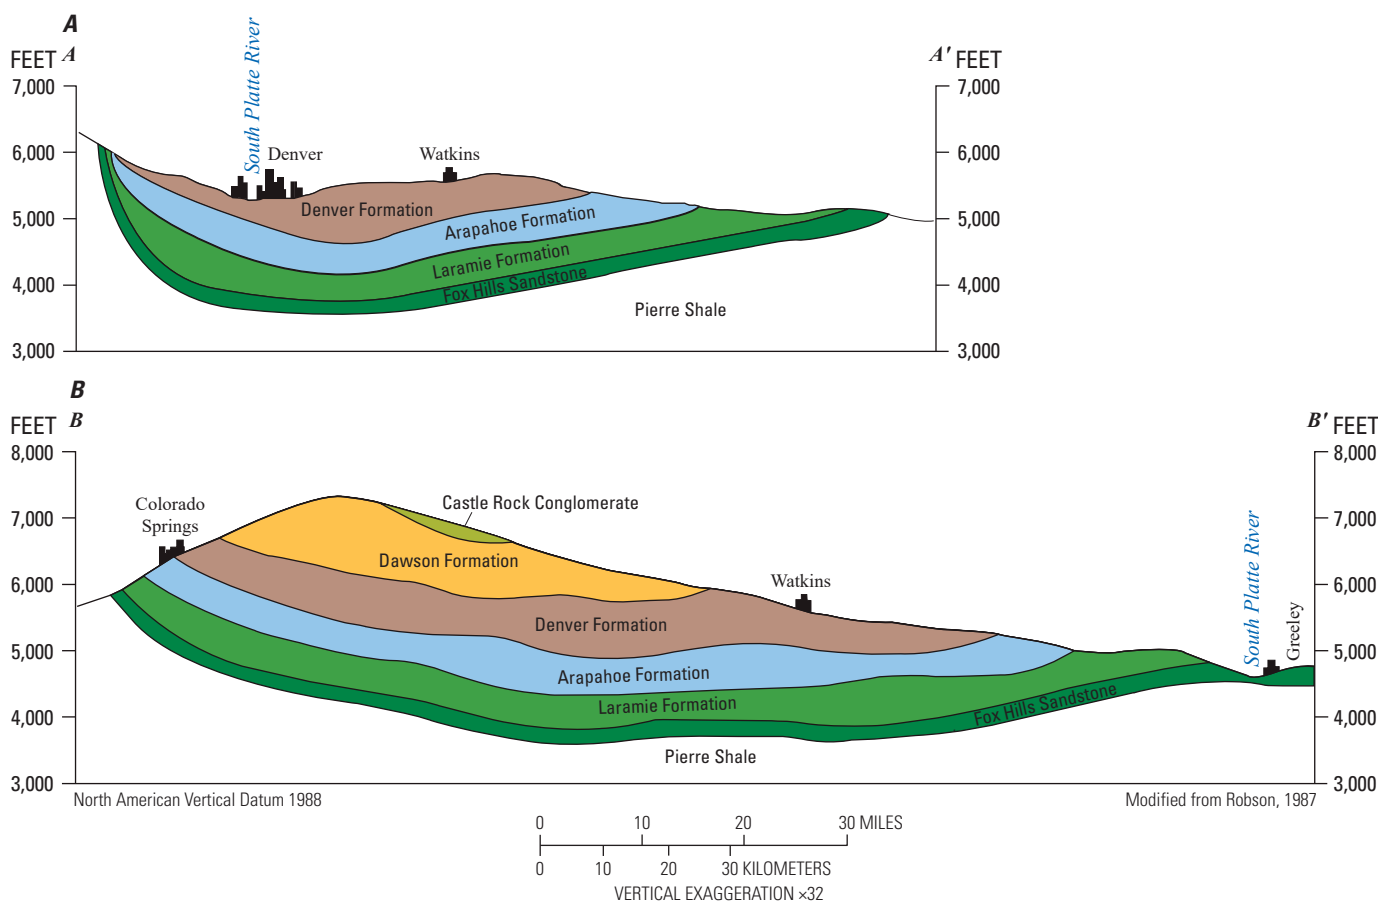 A
FEET A
A' FEET
7,000
6,000
5,000
4,000
3,000
7,000
6,000
5,000
4,000
3,000
South Platte River
Denver
Watkins
Denver Formation
Arapahoe Formation
Laramie Formation
Fox Hills Sandstone
Pierre Shale
B
FEET B
B' FEET
8,000
7,000
6,000
5,000
4,000
3,000
8,000
7,000
6,000
5,000
4,000
3,000
Colorado
Springs
Castle Rock Conglomerate
Dawson Formation
Watkins
South Platte River
Greeley
Denver Formation
Arapahoe Formation
Laramie Formation
Fox Hills Sandstone
Pierre Shale
North American Vertical Datum 1988
Modified from Robson, 1987
0 10 20 30 MILES
0 10 20 30 KILOMETERS
VERTICAL EXAGGERATION ×32